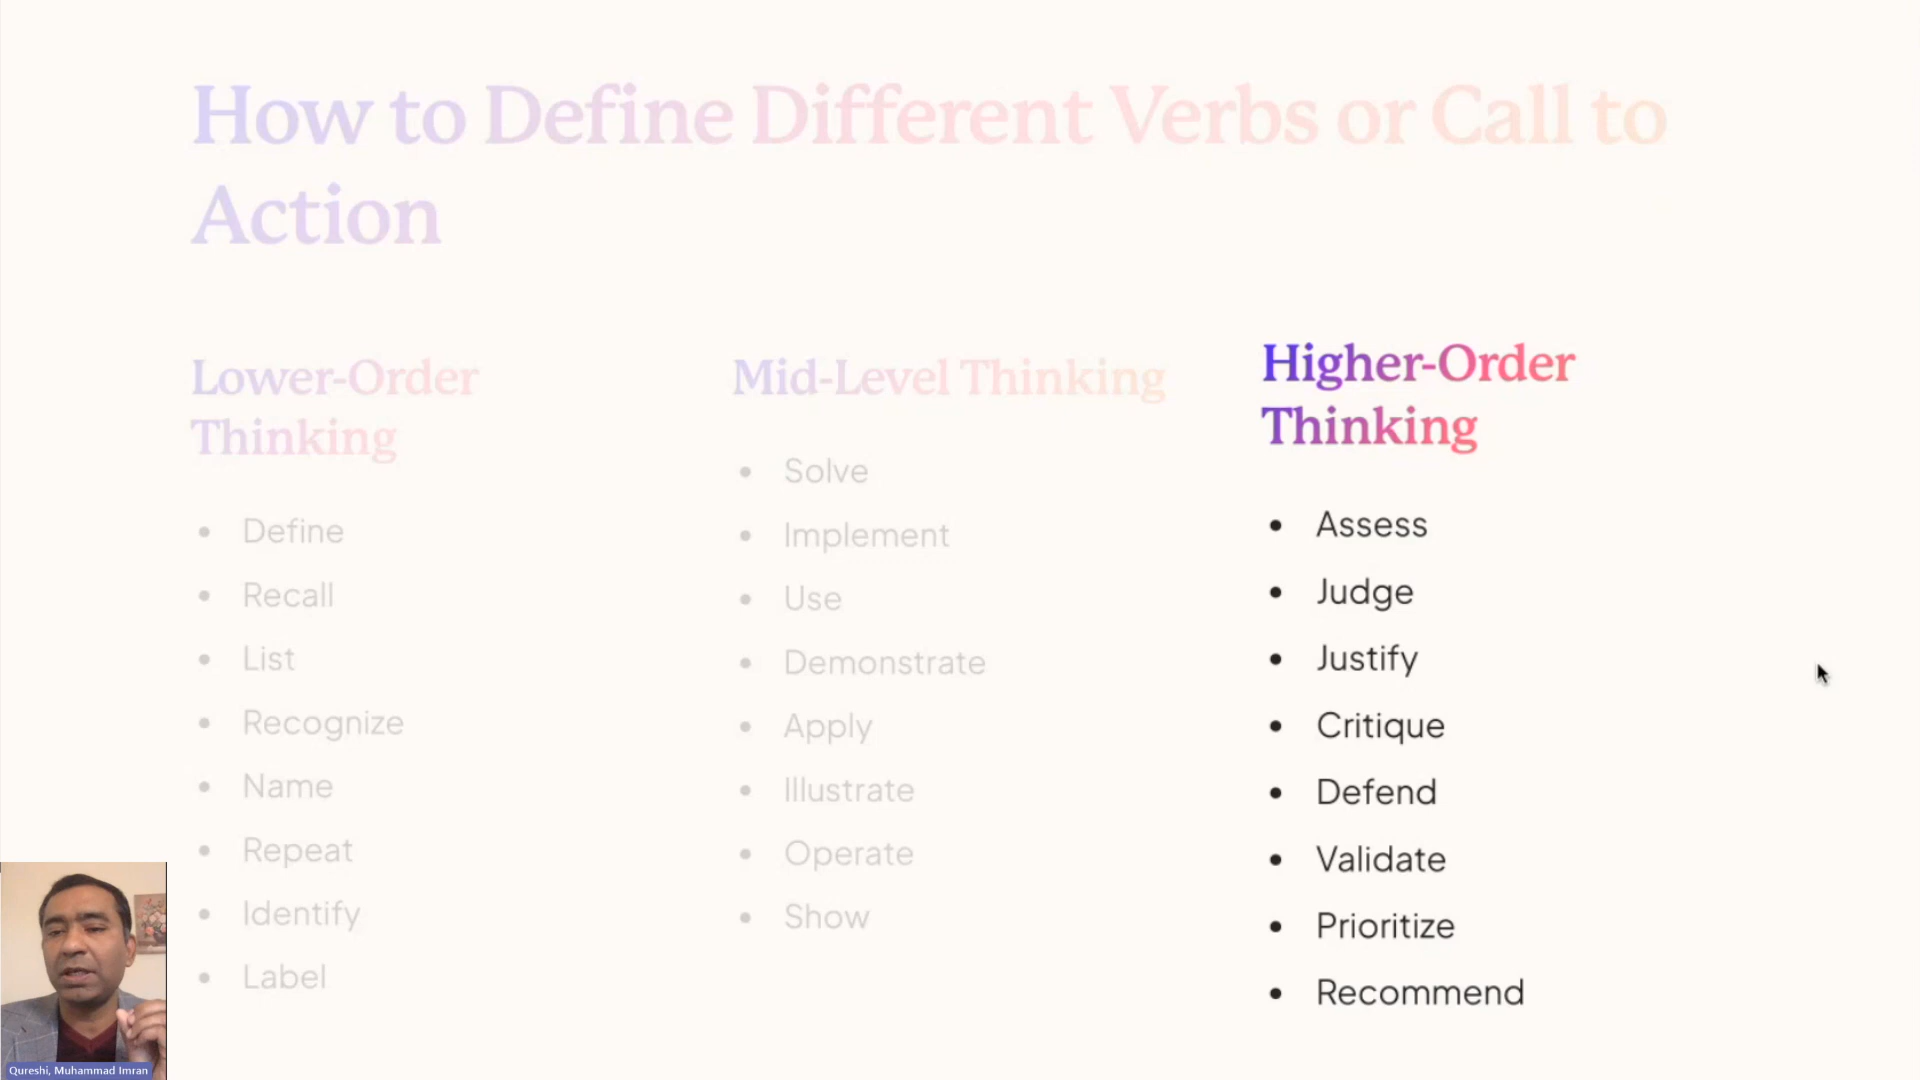 How to Define Different Verbs or Call to
Action
Lower-Order
Thinking
• Define
• Recall
• List
• Recognize
• Name
• Repeat
• Identify
• Label
Mid-Level Thinking
• Solve
• Implement
• Use
• Demonstrate
• Apply
• Illustrate
• Operate
• Show
Higher-Order
Thinking
• Assess
• Judge
• Justify
• Critique
• Defend
• Validate
• Prioritize
• Recommend
Qureshi, Muhammad Imran